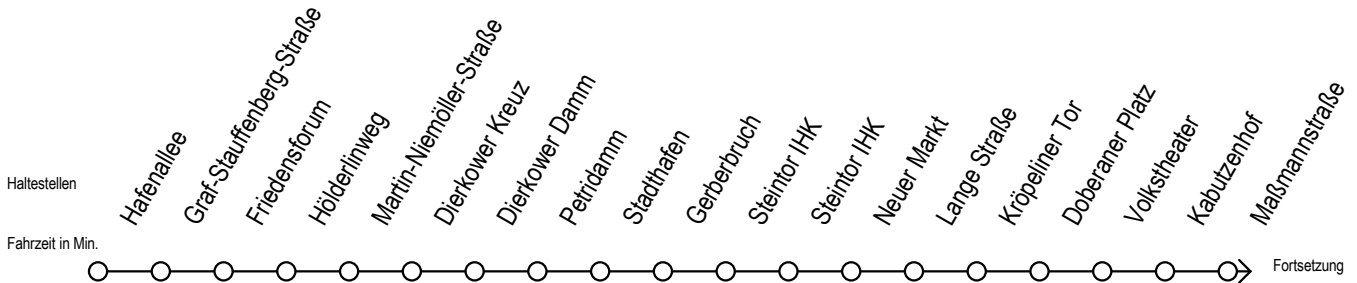 Haltestellen
Hafenallee
Graf-Stauffenberg-Straße
Friedensforum
Hölderlinweg
Martin-Niemöller-Straße
Dierkower Kreuz
Dierkower Damm
Petridamm
Stadthafen
Gerberbruch
Steintor IHK
Steintor IHK
Neuer Markt
Lange Straße
Kröpeliner Tor
Doberaner Platz
Volkstheater
Kabutzenhof
Maßmannstraße
Fahrzeit in Min.
Fortsetzung